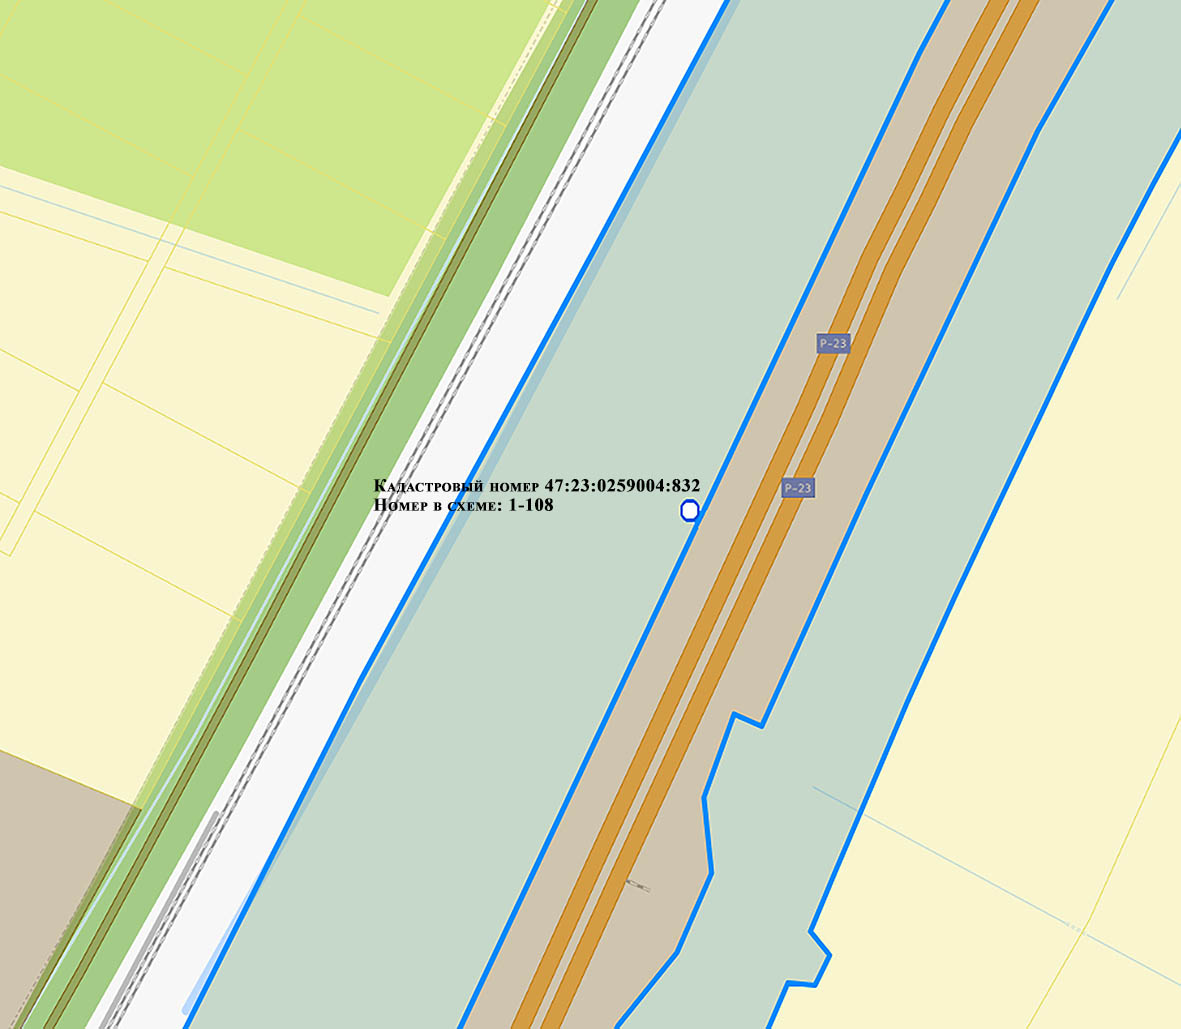 Р-23
Кадастровый номер 47:23:0259004:832
Номер в схеме: 1-108
Р-23